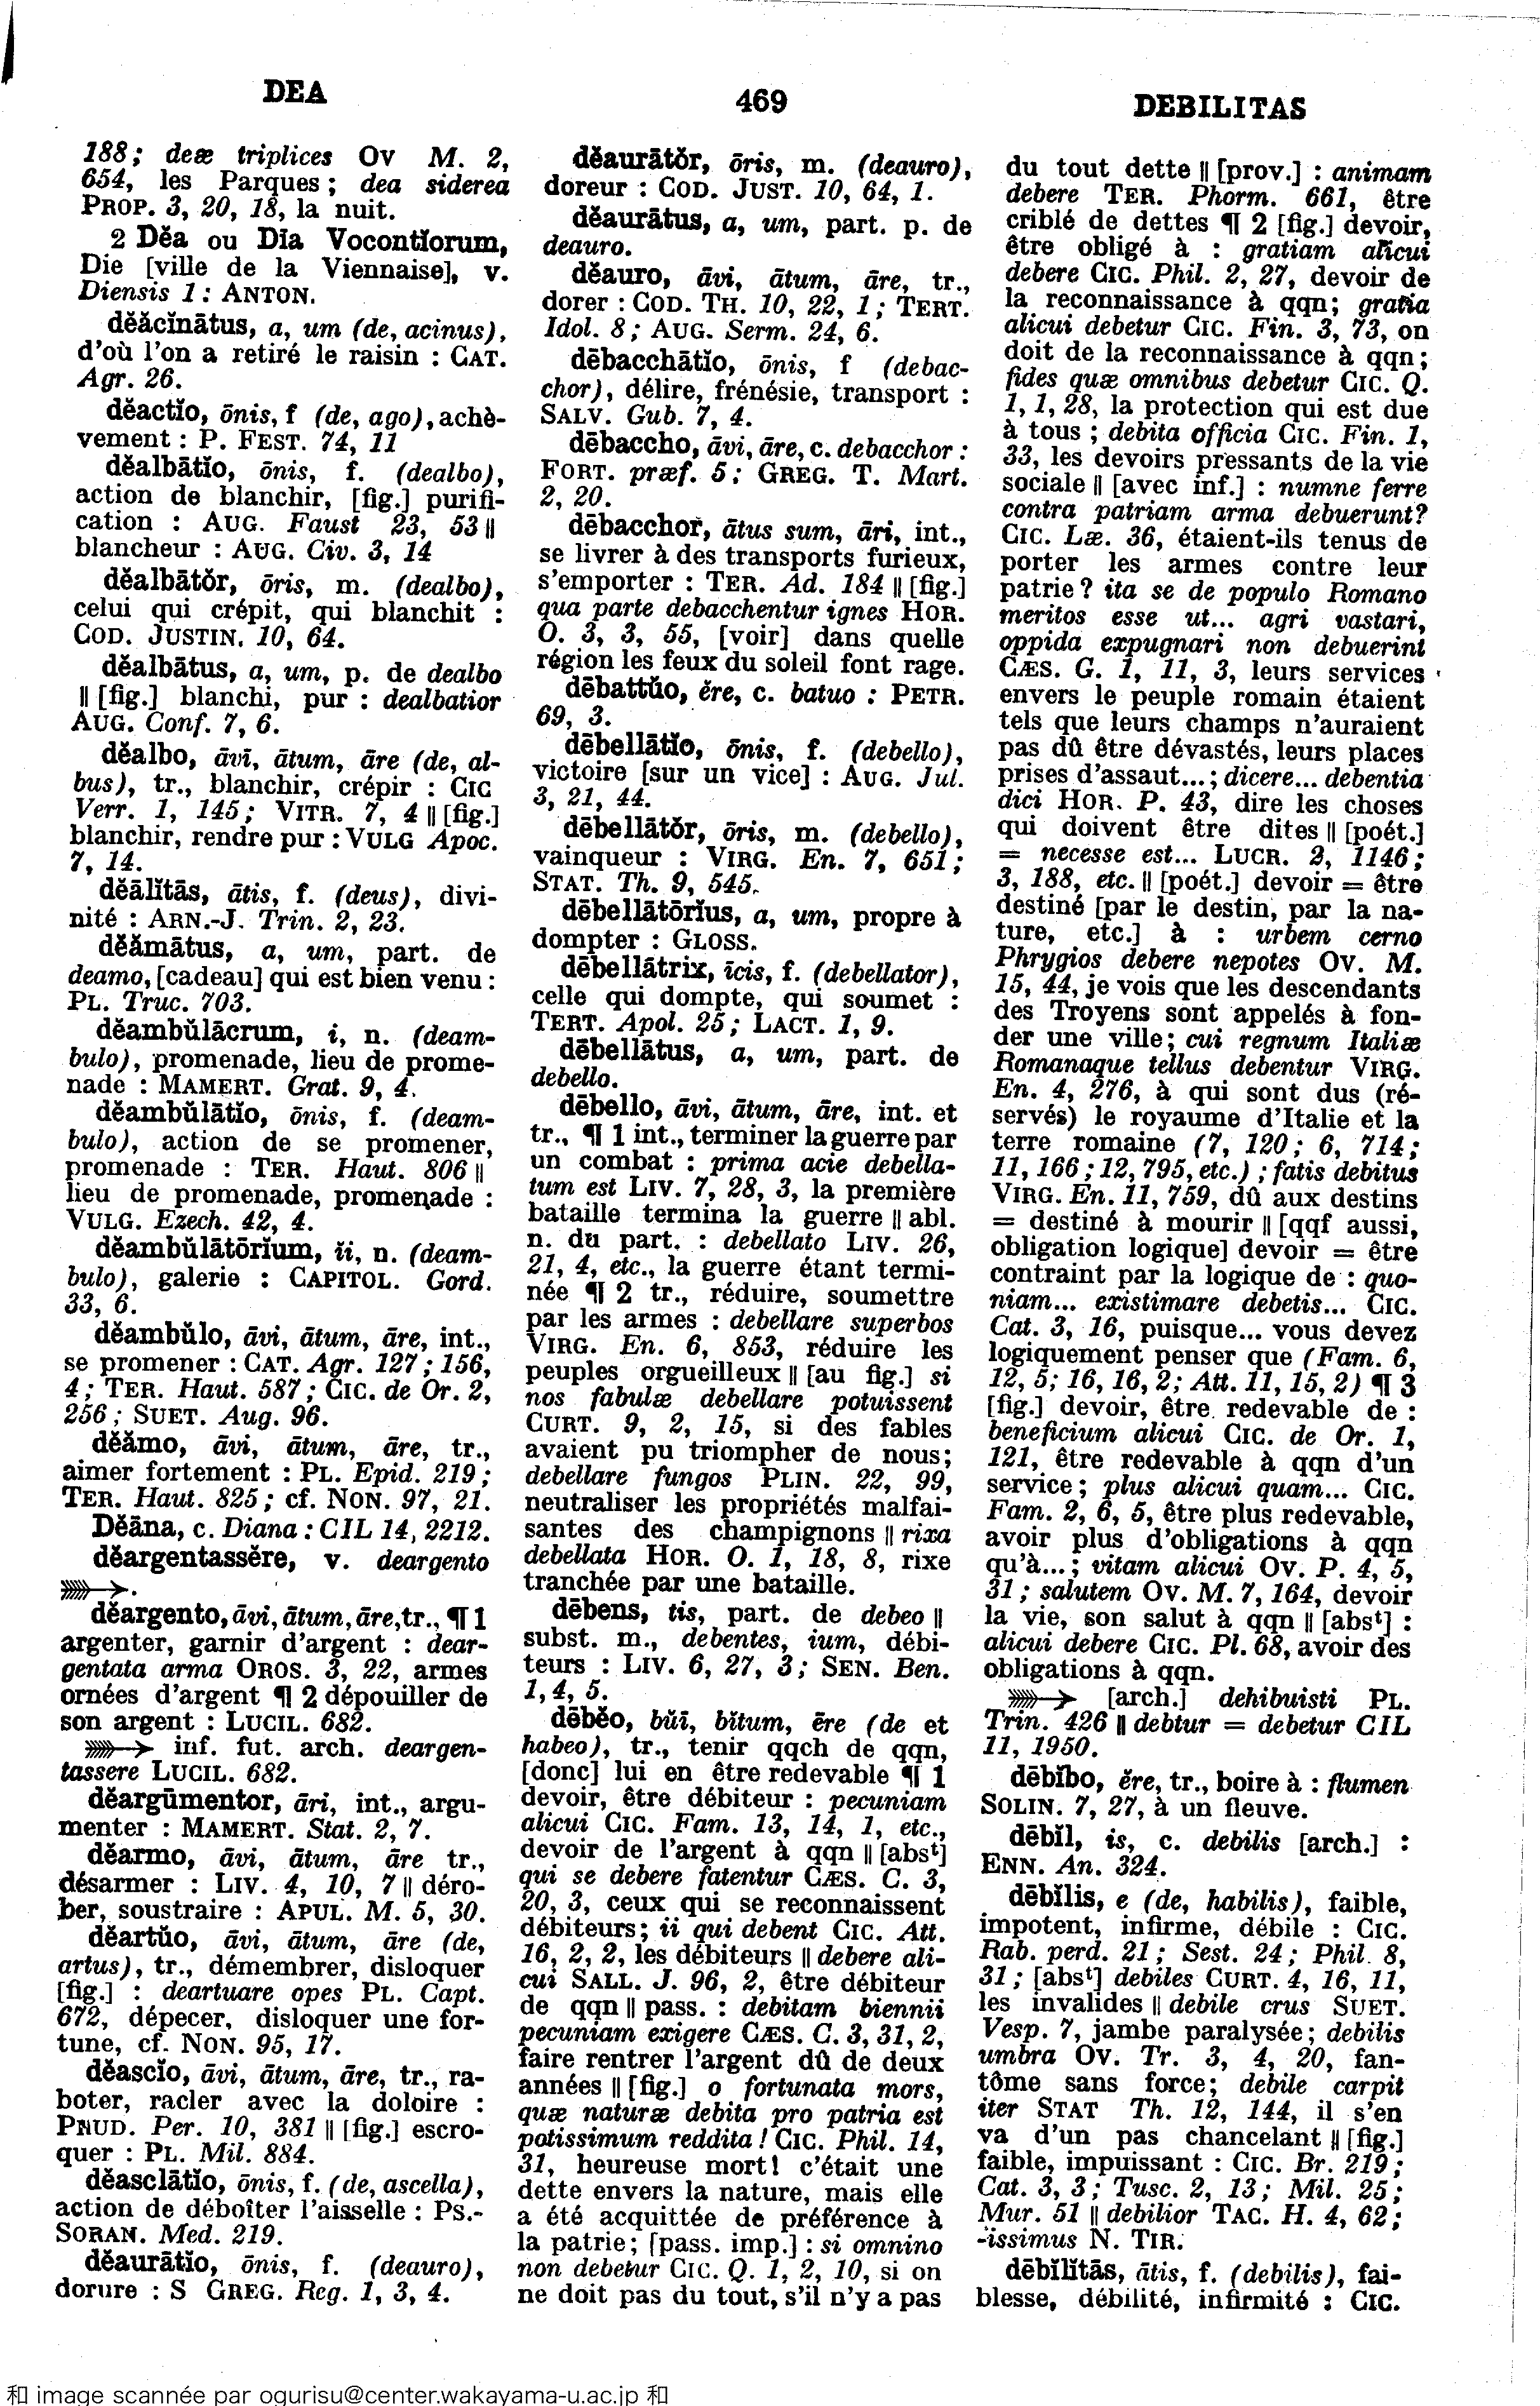 DEA
469
DEBILITAS
188; deæ triplices Ov M. 2,
654, les Parques; dea siderea
PROP. 3, 20, 18, la nuit.
2 Dĕa ou Dia Vocontĭorum,
Die [ville de la Viennaise], v.
Diensis 1: ANTON.
dĕăcĭnātus, a, um (de, acinus),
d'où l'on a retiré le raisin : CAT.
Agr. 26.
dĕactĭo, ōnis, f (de, ago), achè-
vement : P. FEST. 74, 11
dĕalbātĭo, ōnis, f. (dealbo),
action de blanchir, [fig.] purifi-
cation : AUG. Faust 23, 53 ||
blancheur : AUG. Civ. 3, 14
dĕalbātŏr, ōris, m. (dealbo),
celui qui crépit, qui blanchit :
COD. JUSTIN. 10, 64.
dĕalbātus, a, um, p. de dealbo
|| [fig.] blanchi, pur : dealbatior
AUG. Conf. 7, 6.
dĕalbo, āvi, ātum, āre (de, al-
bus), tr., blanchir, crépir : CIC
Verr. 1, 145; VITR. 7, 4 || [fig.]
blanchir, rendre pur : VULG Apoc.
7, 14.
dĕālĭtās, ātis, f. (deus), divi-
nité : ARN.-J. Trin. 2, 23.
dĕămātus, a, um, part. de
deamo, [cadeau] qui est bien venu :
PL. Truc. 703.
dĕambŭlācrum, i, n. (deam-
bulo), promenade, lieu de prome-
nade : MAMERT. Grat. 9, 4.
dĕambŭlātĭo, ōnis, f. (deam-
bulo), action de se promener,
promenade : TER. Haut. 806 ||
lieu de promenade, promenade :
VULG. Ezech. 42, 4.
dĕambŭlātōrĭum, ĭi, n. (deam-
bulo), galerie : CAPITOL. Gord.
33, 6.
dĕambŭlo, āvi, ātum, āre, int.,
se promener : CAT. Agr. 127; 156,
4; TER. Haut. 587; CIC. de Or. 2,
256; SUET. Aug. 96.
dĕămo, āvi, ātum, āre, tr.,
aimer fortement : PL. Epid. 219;
TER. Haut. 825; cf. NON. 97, 21.
Dĕāna, c. Diana : CIL 14, 2212.
dĕargentassĕre, v. deargento
⟶.
dĕargento, āvi, ātum, āre, tr., ¶ 1
argenter, garnir d'argent : dear-
gentata arma OROS. 3, 22, armes
ornées d'argent ¶ 2 dépouiller de
son argent : LUCIL. 682.
⟶ inf. fut. arch. deargen-
tassere LUCIL. 682.
dĕargūmentor, āri, int., argu-
menter : MAMERT. Stat. 2, 7.
dĕarmo, āvi, ātum, āre tr.,
désarmer : LIV. 4, 10, 7 || déro-
ber, soustraire : APUL. M. 5, 30.
dĕartŭo, āvi, ātum, āre (de,
artus), tr., démembrer, disloquer
[fig.] : deartuare opes PL. Capt.
672, dépecer, disloquer une for-
tune, cf. NON. 95, 17.
dĕascĭo, āvi, ātum, āre, tr., ra-
boter, racler avec la doloire :
PRUD. Per. 10, 381 || [fig.] escro-
quer : PL. Mil. 884.
dĕasclātĭo, ōnis, f. (de, ascella),
action de déboîter l'aisselle : PS.-
SORAN. Med. 219.
dĕaurātĭo, ōnis, f. (deauro),
dorure : S GREG. Reg. 1, 3, 4.
dĕaurātŏr, ōris, m. (deauro),
doreur : COD. JUST. 10, 64, 1.
dĕaurātus, a, um, part. p. de
deauro.
dĕauro, āvi, ātum, āre, tr.,
dorer : COD. TH. 10, 22, 1; TERT.
Idol. 8; AUG. Serm. 24, 6.
dēbacchātĭo, ōnis, f (debac-
chor), délire, frénésie, transport :
SALV. Gub. 7, 4.
dēbaccho, āvi, āre, c. debacchor :
FORT. præf. 5; GREG. T. Mart.
2, 20.
dēbacchor, ātus sum, āri, int.,
se livrer à des transports furieux,
s'emporter : TER. Ad. 184 || [fig.]
qua parte debacchentur ignes HOR.
O. 3, 3, 55, [voir] dans quelle
région les feux du soleil font rage.
dēbattŭo, ĕre, c. batuo : PETR.
69, 3.
dēbellātĭo, ōnis, f. (debello),
victoire [sur un vice] : AUG. Jul.
3, 21, 44.
dēbellātŏr, ōris, m. (debello),
vainqueur : VIRG. En. 7, 651;
STAT. Th. 9, 545.
dēbellātōrĭus, a, um, propre à
dompter : GLOSS.
dēbellātrix, īcis, f. (debellator),
celle qui dompte, qui soumet :
TERT. Apol. 25; LACT. 1, 9.
dēbellātus, a, um, part. de
debello.
dēbello, āvi, ātum, āre, int. et
tr., ¶ 1 int., terminer la guerre par
un combat : prima acie debella-
tum est LIV. 7, 28, 3, la première
bataille termina la guerre || abl.
n. du part. : debellato LIV. 26,
21, 4, etc., la guerre étant termi-
née ¶ 2 tr., réduire, soumettre
par les armes : debellare superbos
VIRG. En. 6, 853, réduire les
peuples orgueilleux || [au fig.] si
nos fabulæ debellare potuissent
CURT. 9, 2, 15, si des fables
avaient pu triompher de nous;
debellare fungos PLIN. 22, 99,
neutraliser les propriétés malfai-
santes des champignons || rixa
debellata HOR. O. 1, 18, 8, rixe
tranchée par une bataille.
dēbens, tis, part. de debeo ||
subst. m., debentes, ium, débi-
teurs : LIV. 6, 27, 3; SEN. Ben.
1, 4, 5.
dēbĕo, bŭi, bĭtum, ēre (de et
habeo), tr., tenir qqch de qqn,
[donc] lui en être redevable ¶ 1
devoir, être débiteur : pecuniam
alicui CIC. Fam. 13, 14, 1, etc.,
devoir de l'argent à qqn || [absᵗ]
qui se debere fatentur CÆS. C. 3,
20, 3, ceux qui se reconnaissent
débiteurs; ii qui debent CIC. Att.
16, 2, 2, les débiteurs || debere ali-
cui SALL. J. 96, 2, être débiteur
de qqn || pass. : debitam biennii
pecuniam exigere CÆS. C. 3, 31, 2,
faire rentrer l'argent dû de deux
années || [fig.] o fortunata mors,
quæ naturæ debita pro patria est
potissimum reddita ! CIC. Phil. 14,
31, heureuse mort! c'était une
dette envers la nature, mais elle
a été acquittée de préférence à
la patrie; [pass. imp.] : si omnino
non debetur CIC. Q. 1, 2, 10, si on
ne doit pas du tout, s'il n'y a pas
du tout dette || [prov.] : animam
debere TER. Phorm. 661, être
criblé de dettes ¶ 2 [fig.] devoir,
être obligé à : gratiam alicui
debere CIC. Phil. 2, 27, devoir de
la reconnaissance à qqn; gratia
alicui debetur CIC. Fin. 3, 73, on
doit de la reconnaissance à qqn;
fides quæ omnibus debetur CIC. Q.
1, 1, 28, la protection qui est due
à tous ; debita officia CIC. Fin. 1,
33, les devoirs pressants de la vie
sociale || [avec inf.] : numne ferre
contra patriam arma debuerunt?
CIC. Læ. 36, étaient-ils tenus de
porter les armes contre leur
patrie ? ita se de populo Romano
meritos esse ut... agri vastari,
oppida expugnari non debuerint
CÆS. G. 1, 11, 3, leurs services
envers le peuple romain étaient
tels que leurs champs n'auraient
pas dû être dévastés, leurs places
prises d'assaut...; dicere... debentia
dici HOR. P. 43, dire les choses
qui doivent être dites || [poét.]
= necesse est... LUCR. 2, 1146;
3, 188, etc. || [poét.] devoir = être
destiné [par le destin, par la na-
ture, etc.] à : urbem cerno
Phrygios debere nepotes OV. M.
15, 44, je vois que les descendants
des Troyens sont appelés à fon-
der une ville; cui regnum Italiæ
Romanaque tellus debentur VIRG.
En. 4, 276, à qui sont dus (ré-
servés) le royaume d'Italie et la
terre romaine (7, 120; 6, 714;
11, 166; 12, 795, etc.) ; fatis debitus
VIRG. En. 11, 759, dû aux destins
= destiné à mourir || [qqf aussi,
obligation logique] devoir = être
contraint par la logique de : quo-
niam... existimare debetis... CIC.
Cat. 3, 16, puisque... vous devez
logiquement penser que (Fam. 6,
12, 5; 16, 16, 2; Att. 11, 15, 2) ¶ 3
[fig.] devoir, être redevable de :
beneficium alicui CIC. de Or. 1,
121, être redevable à qqn d'un
service; plus alicui quam... CIC.
Fam. 2, 6, 5, être plus redevable,
avoir plus d'obligations à qqn
qu'à...; vitam alicui OV. P. 4, 5,
31; salutem OV. M. 7, 164, devoir
la vie, son salut à qqn || [absᵗ] :
alicui debere CIC. Pl. 68, avoir des
obligations à qqn.
⟶ [arch.] dehibuisti PL.
Trin. 426 || debtur = debetur CIL
11, 1950.
dēbĭbo, ĕre, tr., boire à : flumen
SOLIN. 7, 27, à un fleuve.
dēbĭl, is, c. debilis [arch.] :
ENN. An. 324.
dēbĭlis, e (de, habilis), faible,
impotent, infirme, débile : CIC.
Rab. perd. 21; Sest. 24; Phil. 8,
31; [absᵗ] debiles CURT. 4, 16, 11,
les invalides || debile crus SUET.
Vesp. 7, jambe paralysée; debilis
umbra OV. Tr. 3, 4, 20, fan-
tôme sans force; debile carpit
iter STAT Th. 12, 144, il s'en
va d'un pas chancelant || [fig.]
faible, impuissant : CIC. Br. 219;
Cat. 3, 3; Tusc. 2, 13; Mil. 25;
Mur. 51 || debilior TAC. H. 4, 62;
-issimus N. TIR.
dēbĭlĭtās, ātis, f. (debilis), fai-
blesse, débilité, infirmité : CIC.
和 image scannée par ogurisu@center.wakayama-u.ac.jp 和